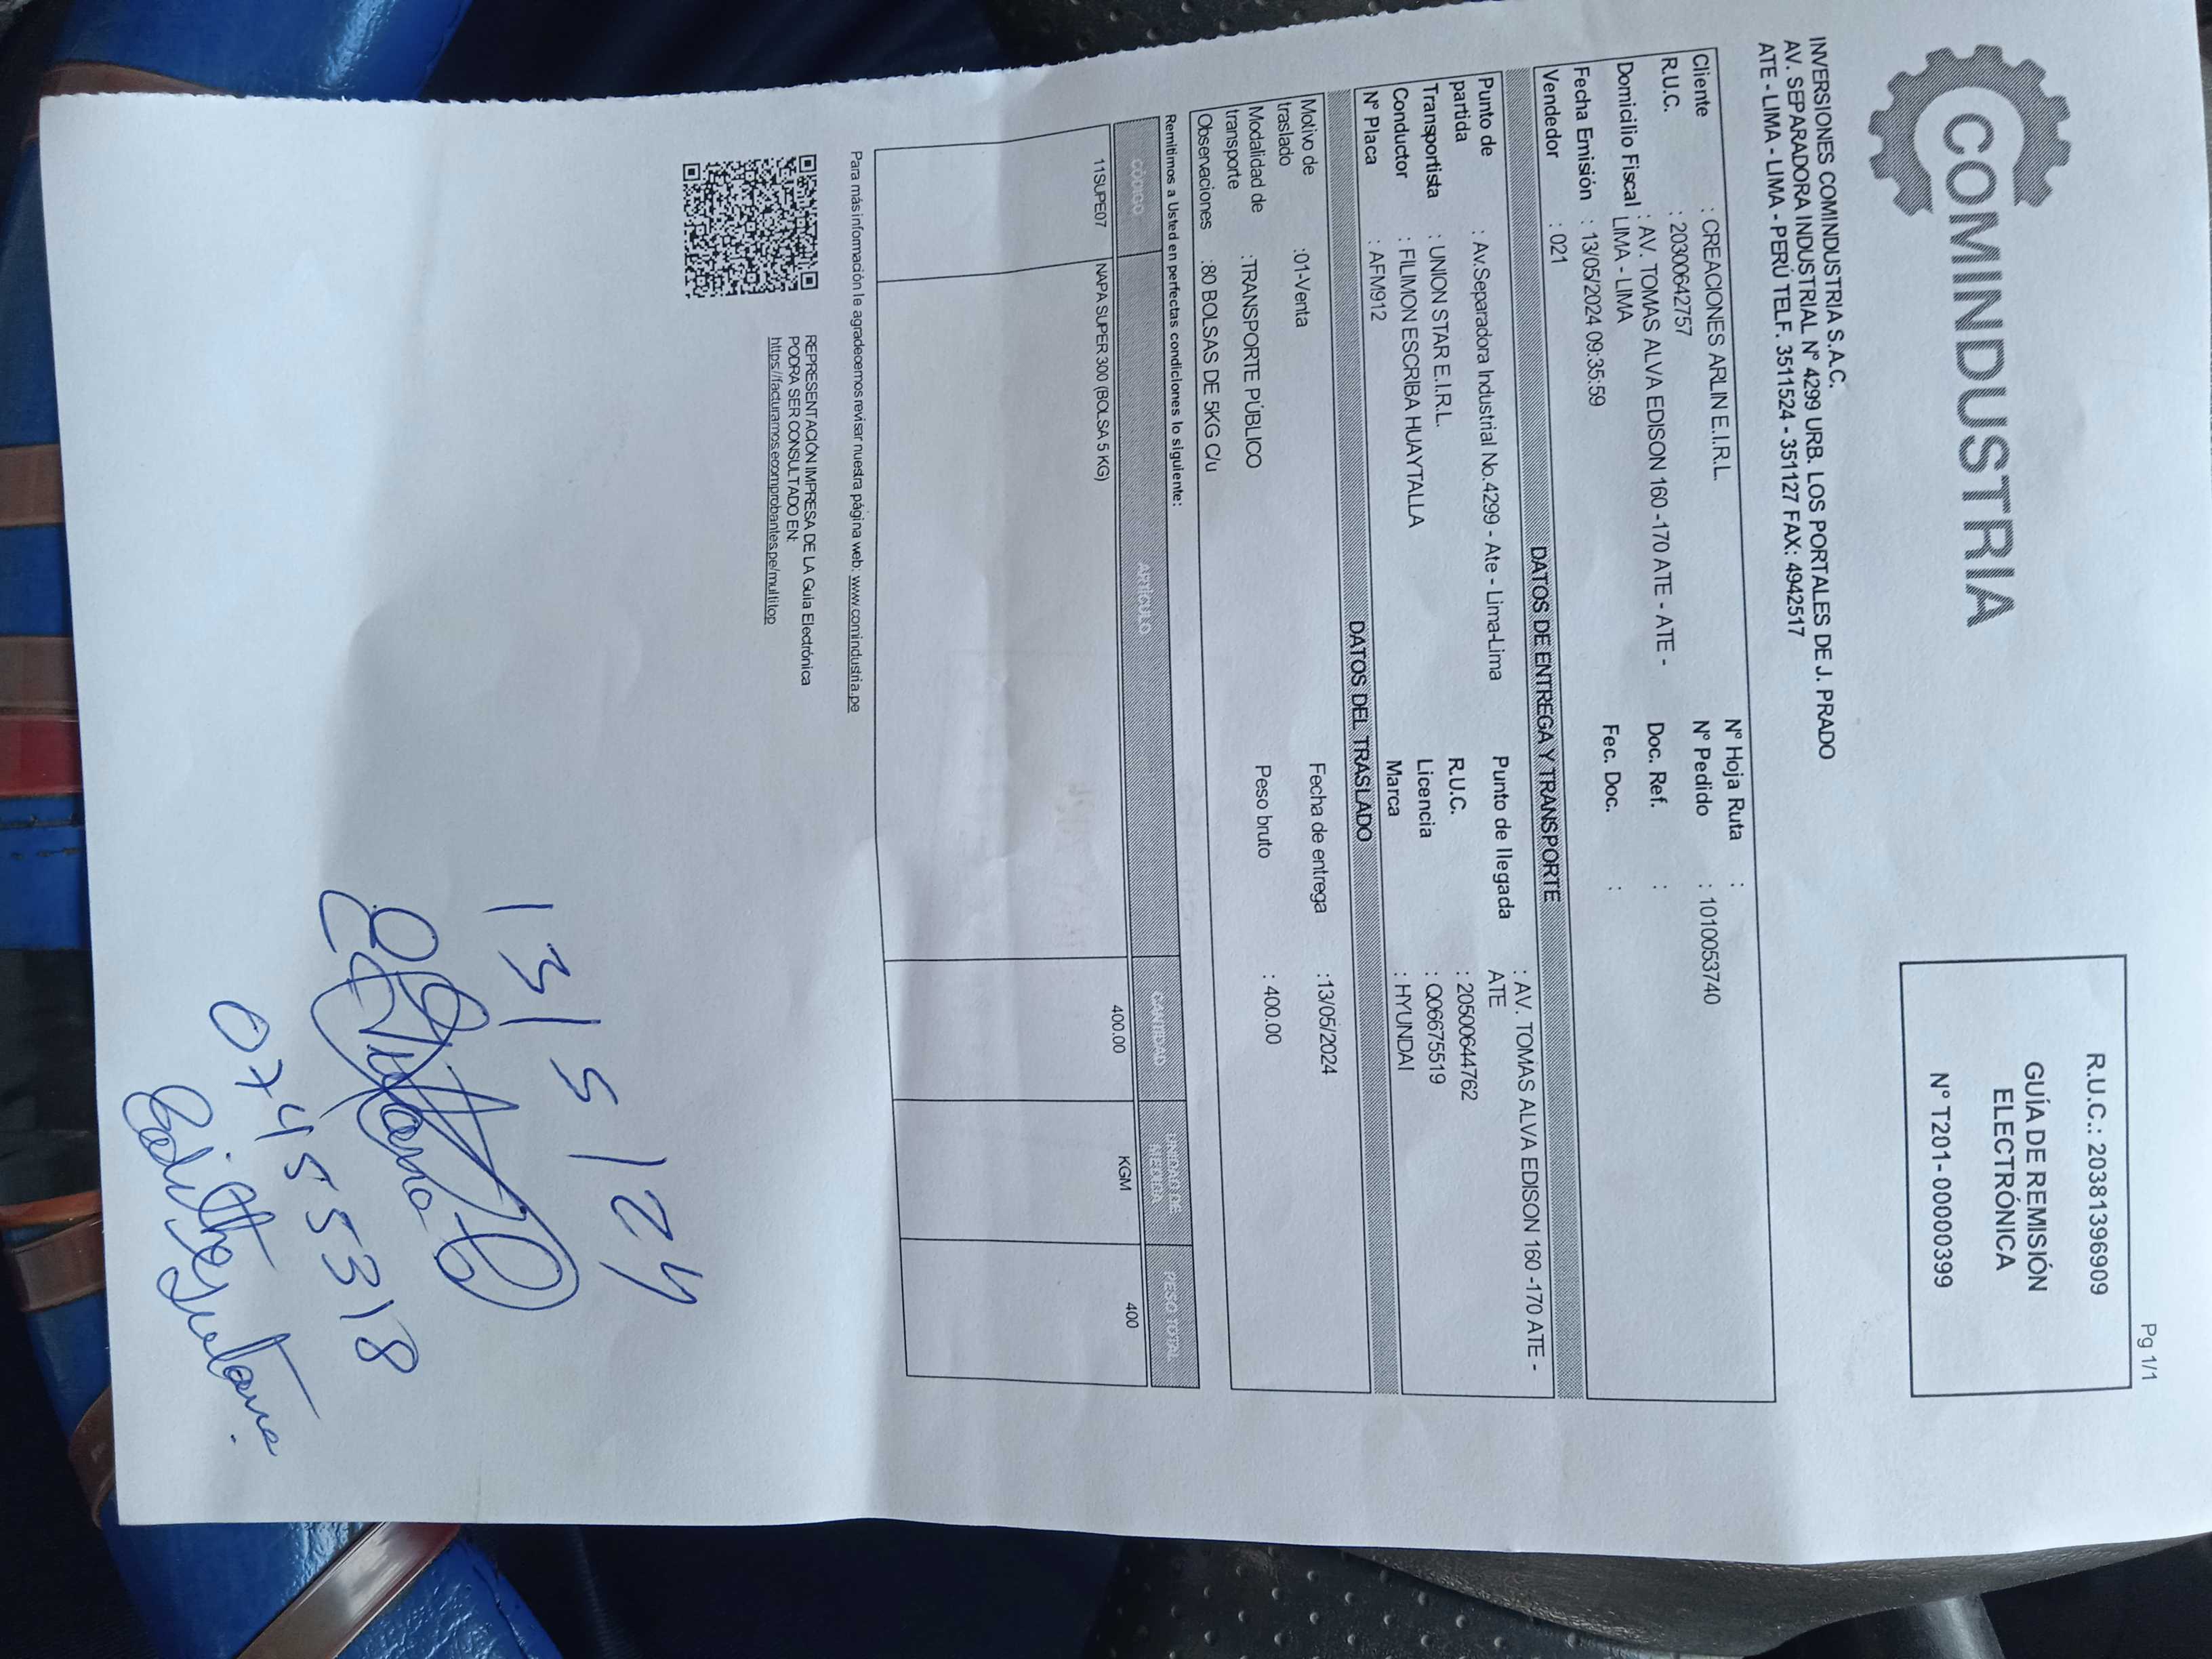 Pg 1/1
COMINDUSTRIA
R.U.C.: 20381396909
GUÍA DE REMISIÓN
ELECTRÓNICA
Nº T201- 00000399
INVERSIONES COMINDUSTRIA S.A.C.
AV. SEPARADORA INDUSTRIAL Nº 4299 URB. LOS PORTALES DE J. PRADO
ATE - LIMA - LIMA - PERÚ TELF. 3511524 - 351127 FAX: 4942517
Cliente : CREACIONES ARLIN E.I.R.L.
R.U.C. : 20300642757
Domicilio Fiscal : AV. TOMAS ALVA EDISON 160 -170 ATE - ATE -
LIMA - LIMA
Fecha Emisión : 13/05/2024 09:35:59
Vendedor : 021
Nº Hoja Ruta :
Nº Pedido : 1010053740
Doc. Ref. :
Fec. Doc. :
DATOS DE ENTREGA Y TRANSPORTE
Punto de partida : Av.Separadora Industrial No.4299 - Ate - Lima-Lima
Transportista : UNION STAR E.I.R.L.
Conductor : FILIMON ESCRIBA HUAYTALLA
Nº Placa : AFM912
Punto de llegada : AV. TOMAS ALVA EDISON 160 -170 ATE -
ATE
R.U.C. : 20500644762
Licencia : Q06675519
Marca : HYUNDAI
DATOS DEL TRASLADO
Motivo de traslado :01-Venta
Fecha de entrega :13/05/2024
Modalidad de transporte :TRANSPORTE PÚBLICO
Peso bruto : 400.00
Observaciones :80 BOLSAS DE 5KG C/u
Remitimos a Usted en perfectas condiciones lo siguiente:
CÓDIGO ARTÍCULO CANTIDAD UNIDAD DE MEDIDA PESO TOTAL
11SUPE07 NAPA SUPER 300 (BOLSA 5 KG) 400.00 KGM 400
Para más información le agradecemos revisar nuestra página web: www.comindustria.pe
REPRESENTACIÓN IMPRESA DE LA Guia Electrónica
PODRA SER CONSULTADO EN:
https://facturamos.ecomprobantes.pe/multitop
13/5/24
07455318